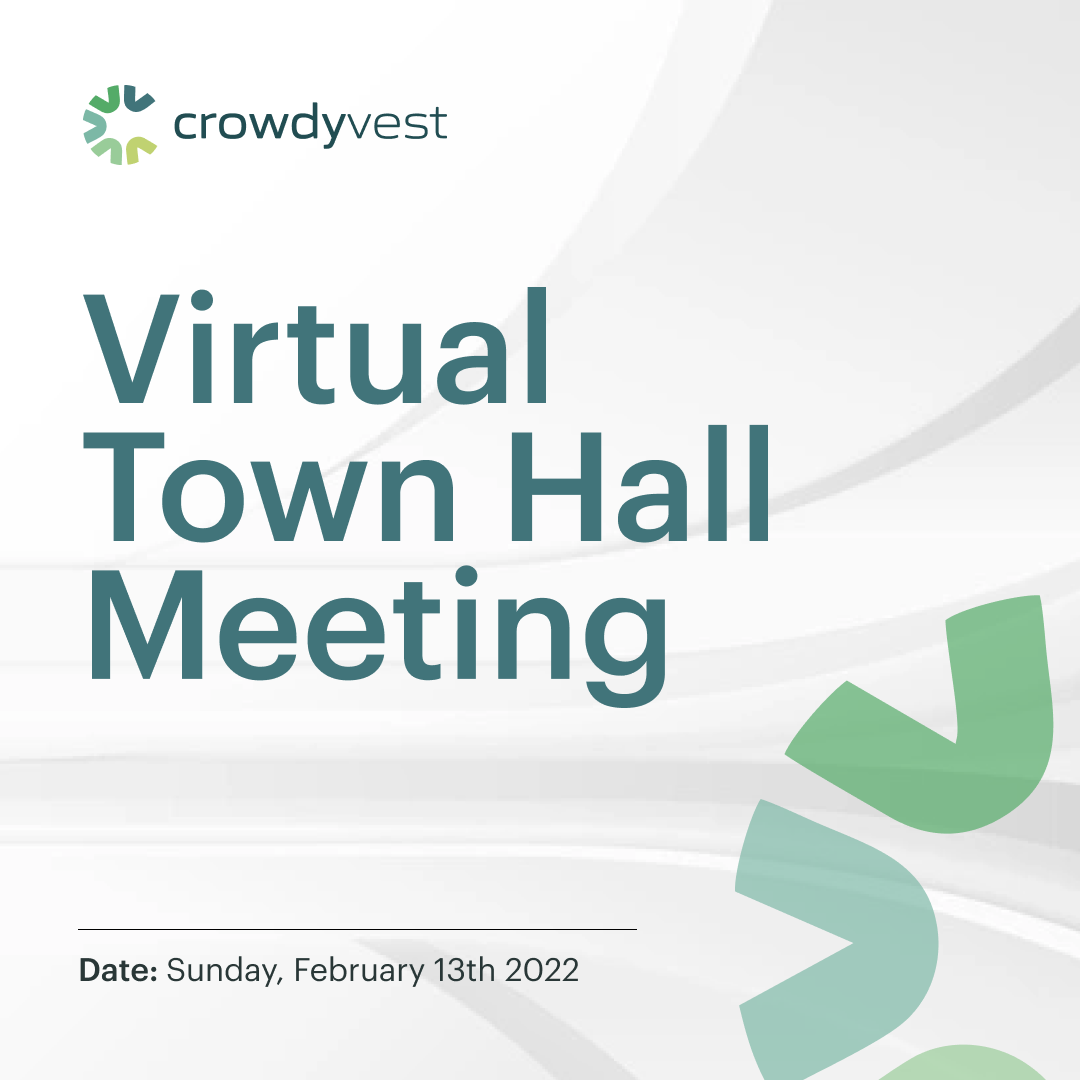 crowdyvest
Virtual
Town Hall
Meeting
Date: Sunday, February 13th 2022